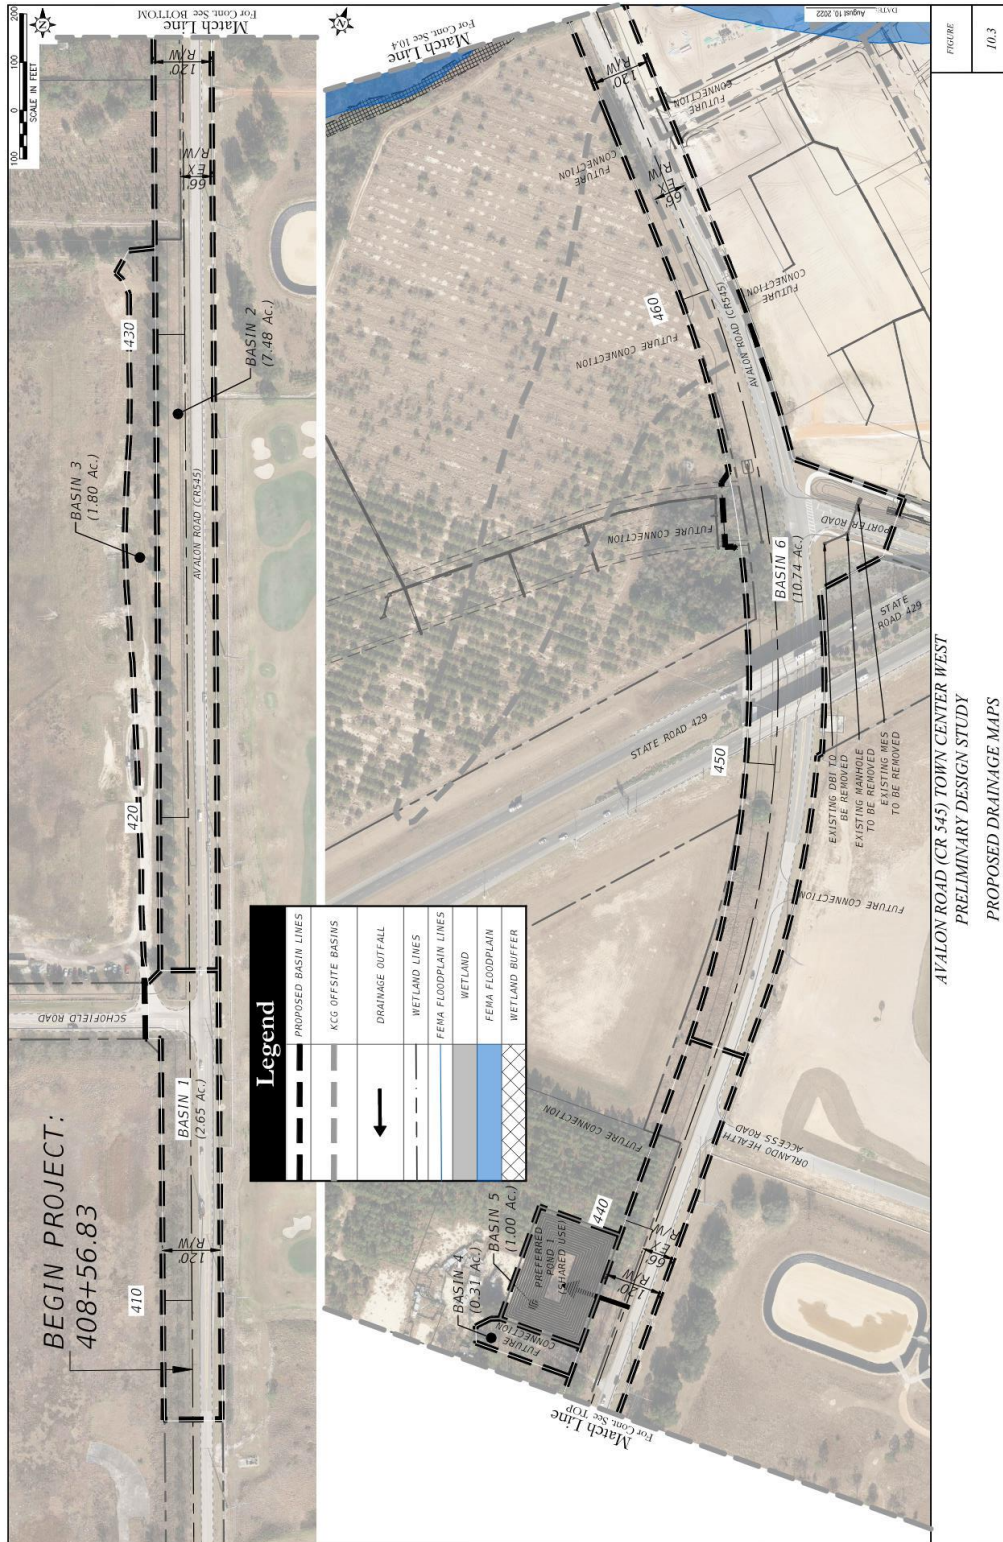 BEGIN PROJECT:
408+56.83
410
120'
R/W
BASIN 1
(2.65 Ac.)
SCHOFIELD ROAD
420
BASIN 3
(1.80 Ac.)
AVALON ROAD (CR545)
430
BASIN 2
(7.48 Ac.)
66'
EX
R/W
120'
R/W
Match Line
For Cont. See BOTTOM
100
0
100
200
SCALE IN FEET
N
Legend
PROPOSED BASIN LINES
KCG OFFSITE BASINS
DRAINAGE OUTFALL
WETLAND LINES
FEMA FLOODPLAIN LINES
WETLAND
FEMA FLOODPLAIN
WETLAND BUFFER
Match Line
For Cont. See TOP
BASIN 4
(0.31 Ac.)
BASIN 5
(1.00 Ac.)
FUTURE
CONNECTION
PREFERRED
POND 1
(SHARED USE)
440
120'
R/W
66'
EX
R/W
FUTURE CONNECTION
ORLANDO HEALTH
ACCESS ROAD
FUTURE CONNECTION
450
STATE ROAD 429
EXISTING DBI TO
BE REMOVED
EXISTING MANHOLE
TO BE REMOVED
EXISTING MES
TO BE REMOVED
STATE
ROAD 429
BASIN 6
(10.74 Ac.)
PORTER ROAD
FUTURE CONNECTION
FUTURE CONNECTION
460
AVALON ROAD (CR545)
FUTURE
CONNECTION
FUTURE
CONNECTION
66'
EX
R/W
130'
R/W
FUTURE
CONNECTION
Match Line
For Cont. See 10.4
N
DATE:
August 10, 2022
AVALON ROAD (CR 545) TOWN CENTER WEST
PRELIMINARY DESIGN STUDY
PROPOSED DRAINAGE MAPS
FIGURE
10.3